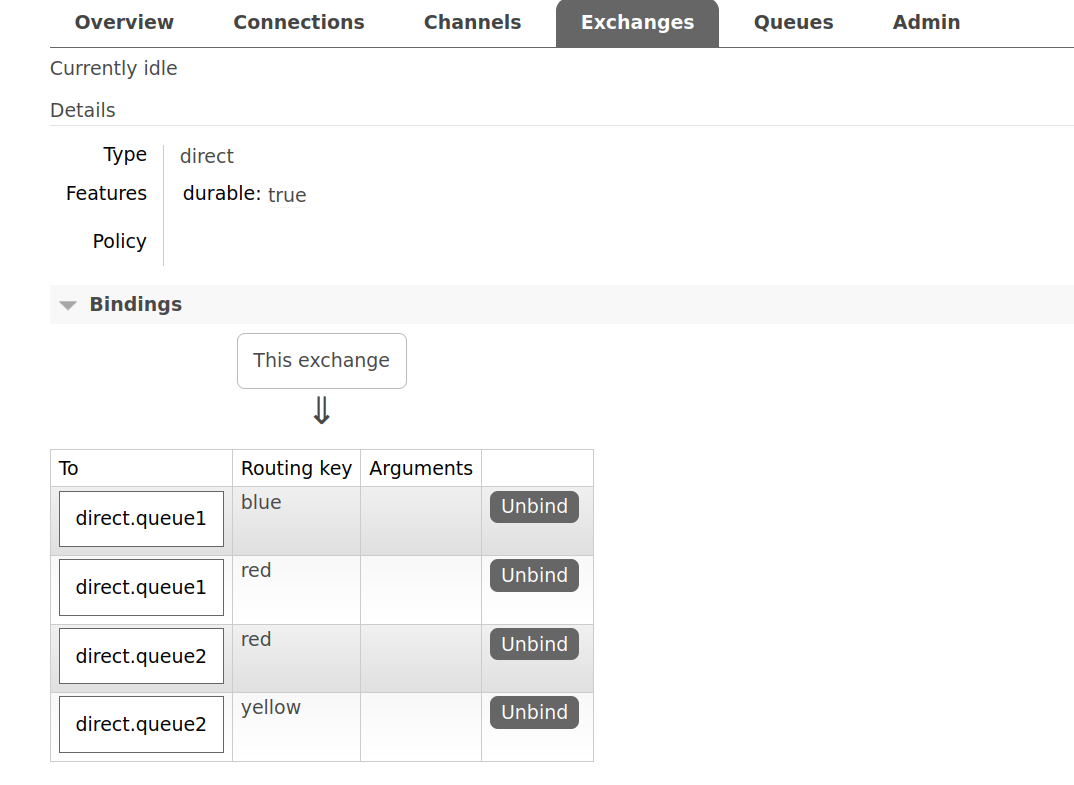 Overview Connections Channels Exchanges Queues Admin
Currently idle
Details
Type direct
Features durable: true
Policy
Bindings
This exchange
⇓
To Routing key Arguments
direct.queue1 blue Unbind
direct.queue1 red Unbind
direct.queue2 red Unbind
direct.queue2 yellow Unbind